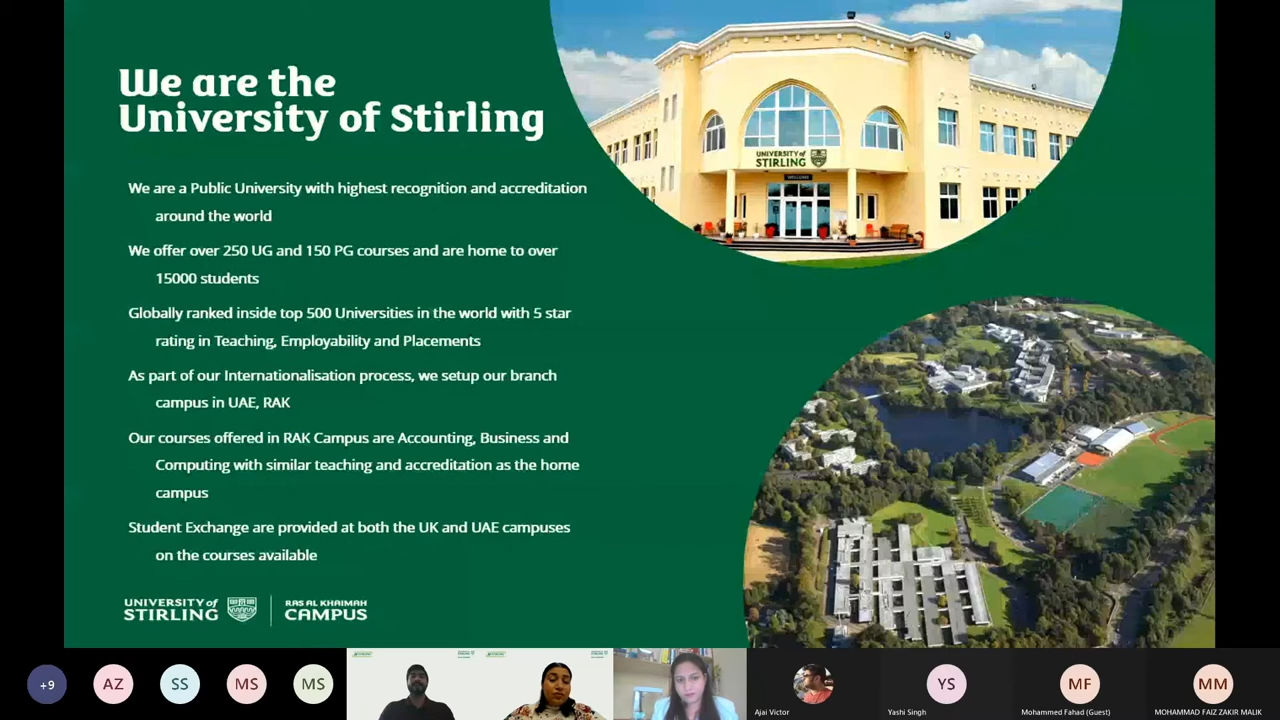 We are the
University of Stirling
We are a Public University with highest recognition and accreditation
around the world
We offer over 250 UG and 150 PG courses and are home to over
15000 students
Globally ranked inside top 500 Universities in the world with 5 star
rating in Teaching, Employability and Placements
As part of our Internationalisation process, we setup our branch
campus in UAE, RAK
Our courses offered in RAK Campus are Accounting, Business and
Computing with similar teaching and accreditation as the home
campus
Student Exchange are provided at both the UK and UAE campuses
on the courses available
UNIVERSITY of
STIRLING
RAS AL KHAIMAH
CAMPUS
UNIVERSITY of
STIRLING
WELCOME
+9
AZ
SS
MS
MS
Ajai Victor
YS
Yashi Singh
MF
Mohammed Fahad (Guest)
MM
MOHAMMAD FAIZ ZAKIR MALIK